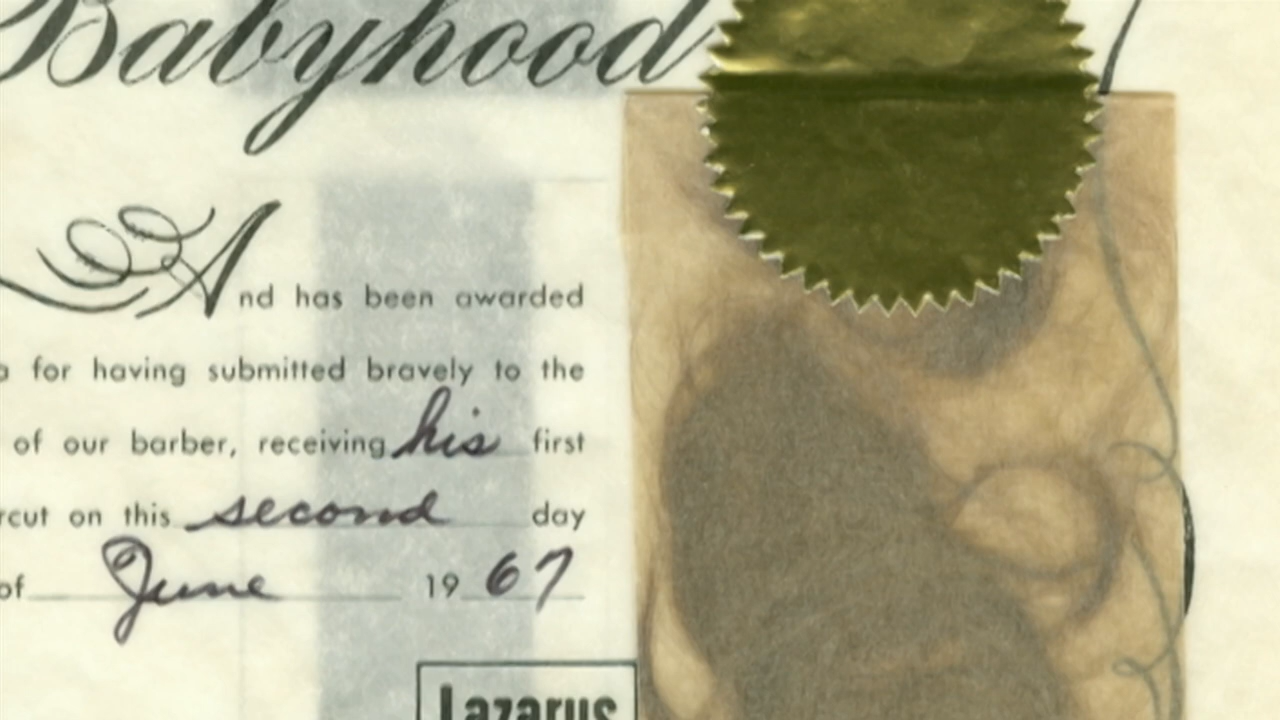 Babyhood
And has been awarded
for having submitted bravely to the
of our barber, receiving his first
on this second day
of June 1967
Lazarus